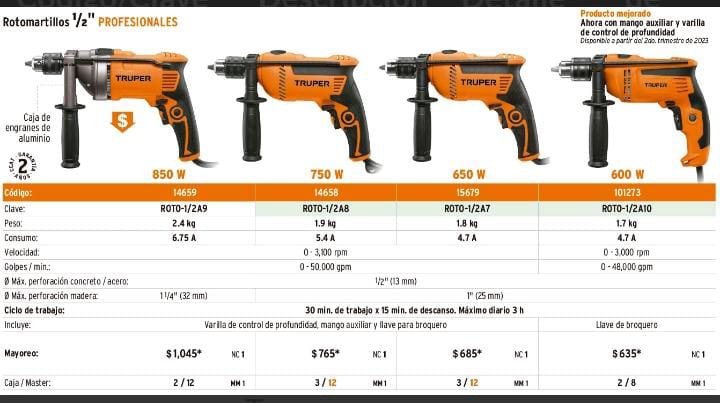 Rotomartillos 1/2" PROFESIONALES
Producto mejorado
Ahora con mango auxiliar y varilla
de control de profundidad
Disponible a partir del 2do. trimestre de 2023
TRUPER
TRUPER
TRUPER
TRUPER
Caja de
engranes de
aluminio
$
2
850 W 750 W 650 W 600 W
Código: 14659 14658 15679 101273
Clave: ROTO-1/2A9 ROTO-1/2A8 ROTO-1/2A7 ROTO-1/2A10
Peso: 2.4 kg 1.9 kg 1.8 kg 1.7 kg
Consumo: 6.75 A 5.4 A 4.7 A 4.7 A
Velocidad: 0 - 3,100 rpm 0 - 3,000 rpm
Golpes / min.: 0 - 50,000 gpm 0 - 48,000 gpm
Ø Máx. perforación concreto / acero: 1/2" (13 mm)
Ø Máx. perforación madera: 1 1/4" (32 mm) 1" (25 mm)
Ciclo de trabajo: 30 min. de trabajo x 15 min. de descanso. Máximo diario 3 h
Incluye: Varilla de control de profundidad, mango auxiliar y llave para broquero Llave de broquero
Mayoreo: $1,045* NC 1 $765* NC 1 $685* NC 1 $635* NC 1
Caja / Master: 2 / 12 MM 1 3 / 12 MM 1 3 / 12 MM 1 2 / 8 MM 1